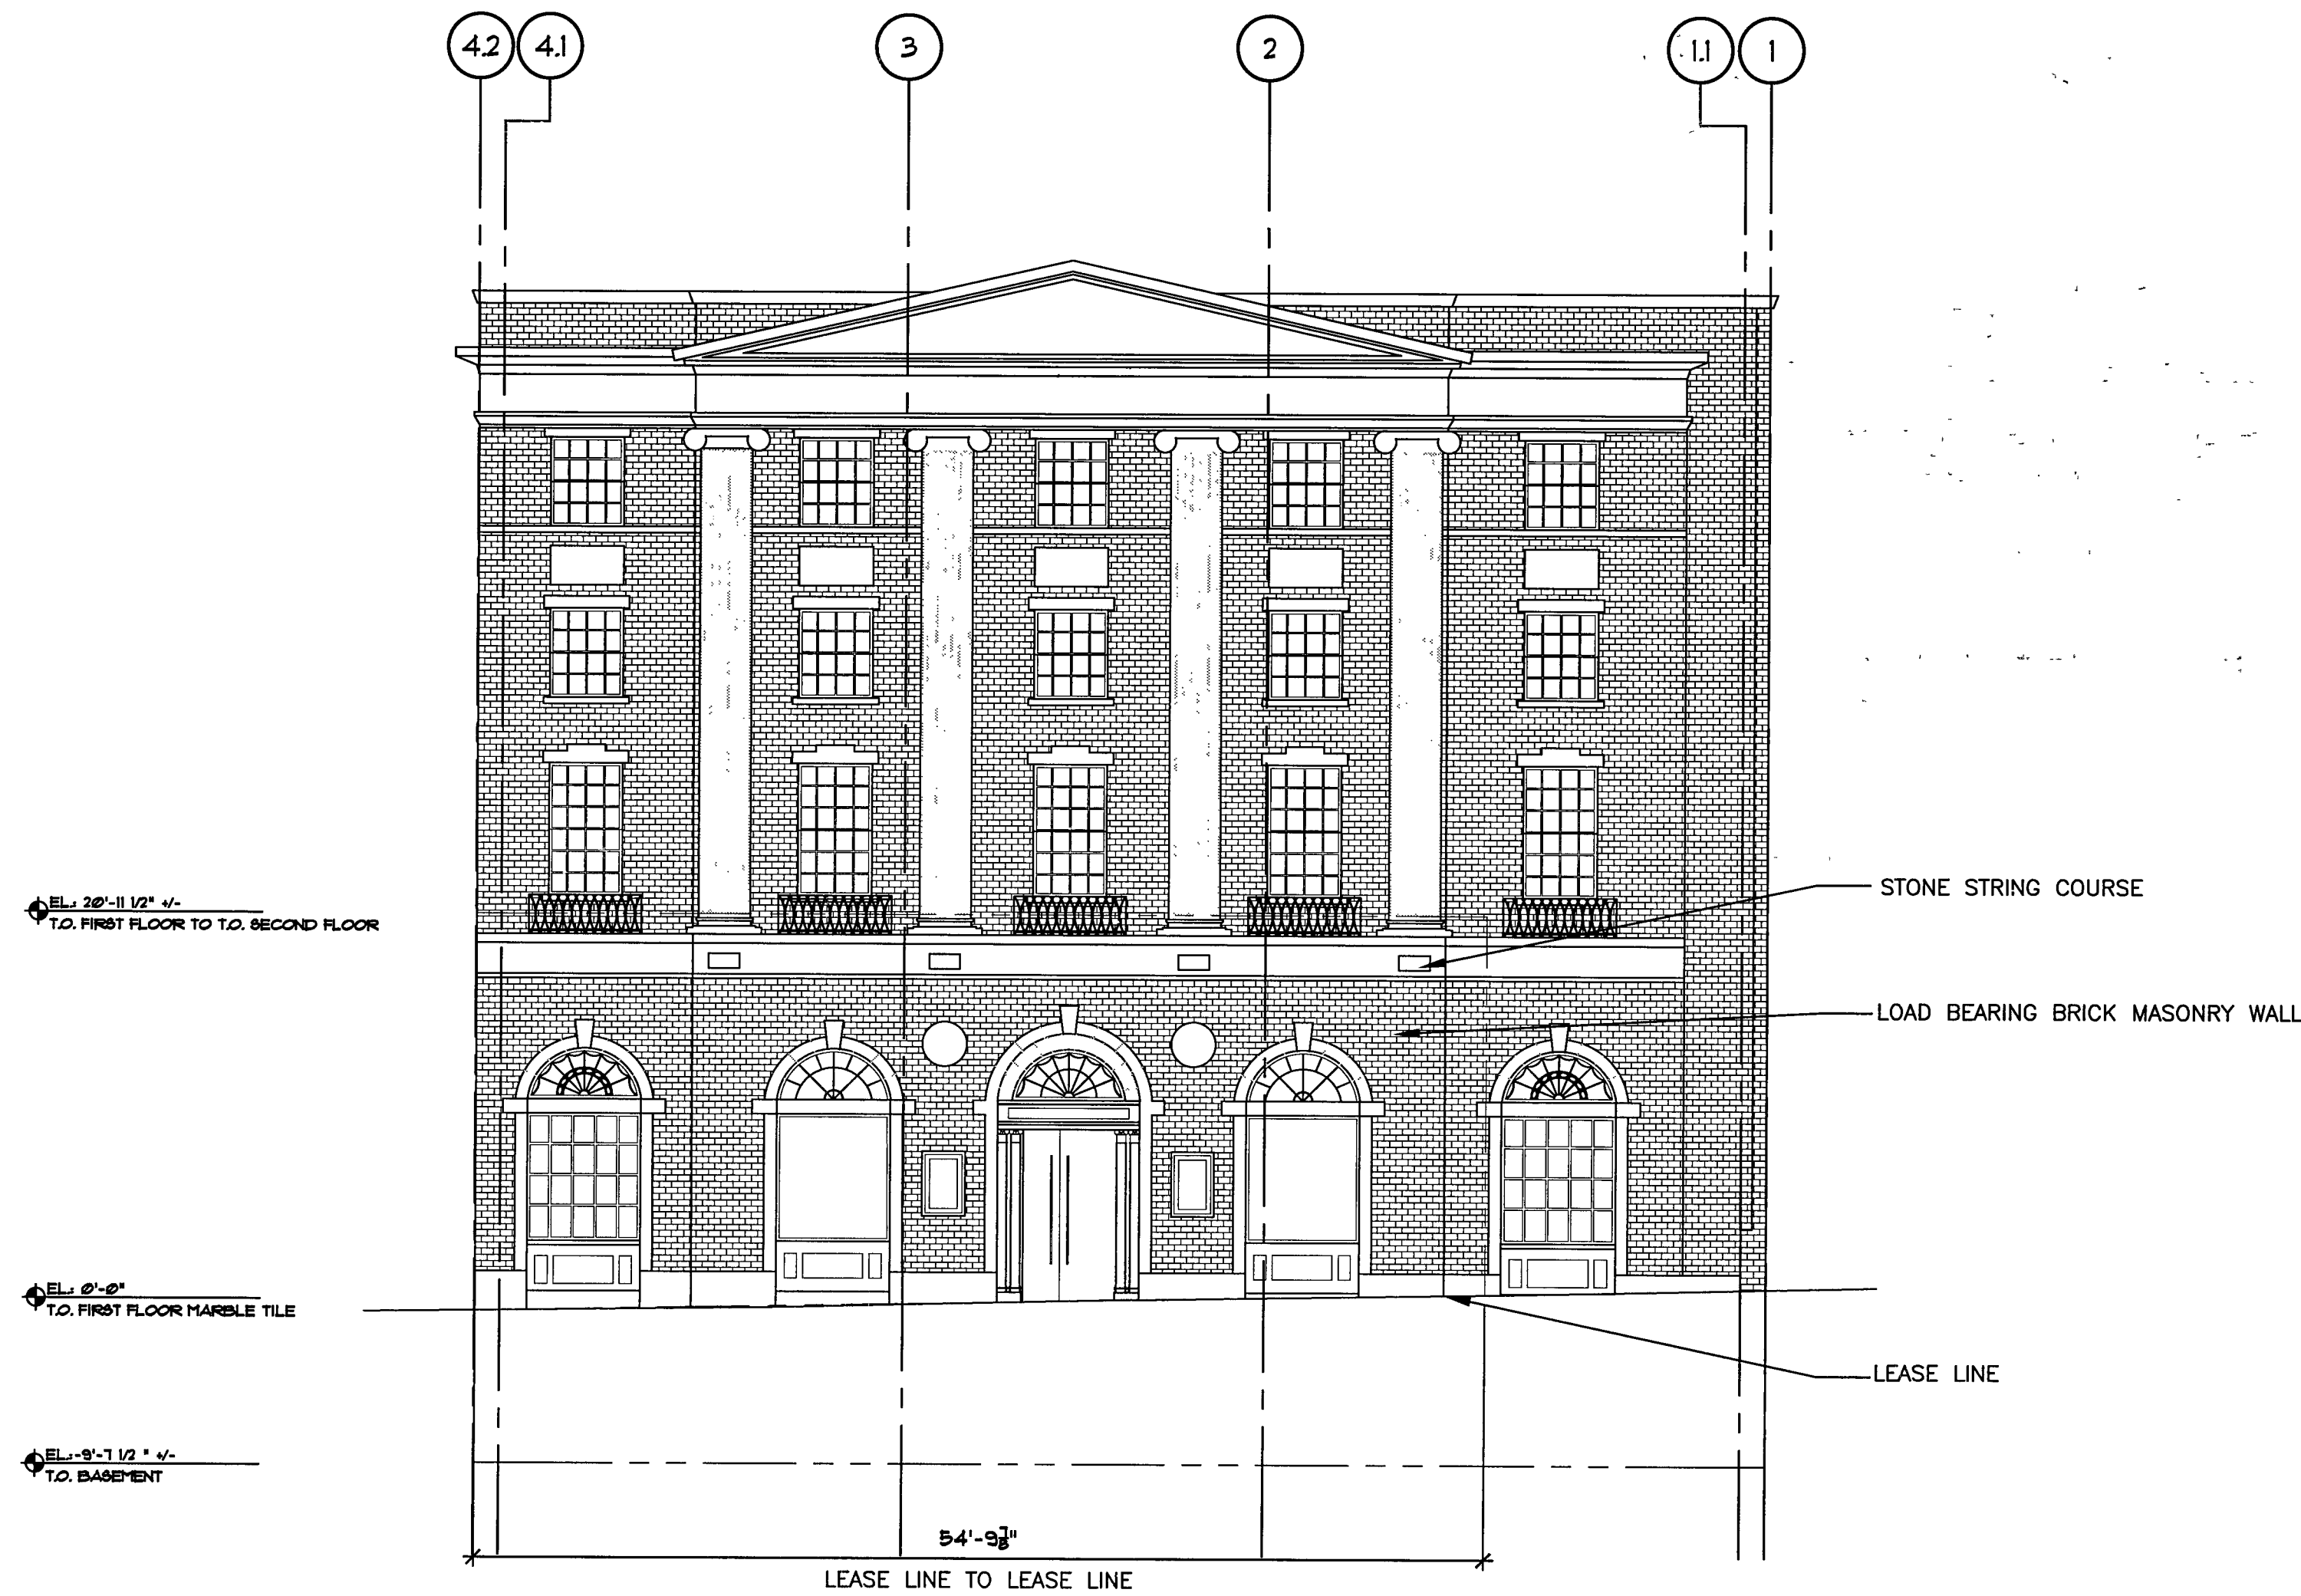 4.2 4.1 3 2 1.1 1
EL.: 20'-11 1/2" +/-
T.O. FIRST FLOOR TO T.O. SECOND FLOOR
STONE STRING COURSE
LOAD BEARING BRICK MASONRY WALL
EL.: 0'-0"
T.O. FIRST FLOOR MARBLE TILE
LEASE LINE
EL.:-9'-7 1/2 " +/-
T.O. BASEMENT
54'-9 7/8"
LEASE LINE TO LEASE LINE